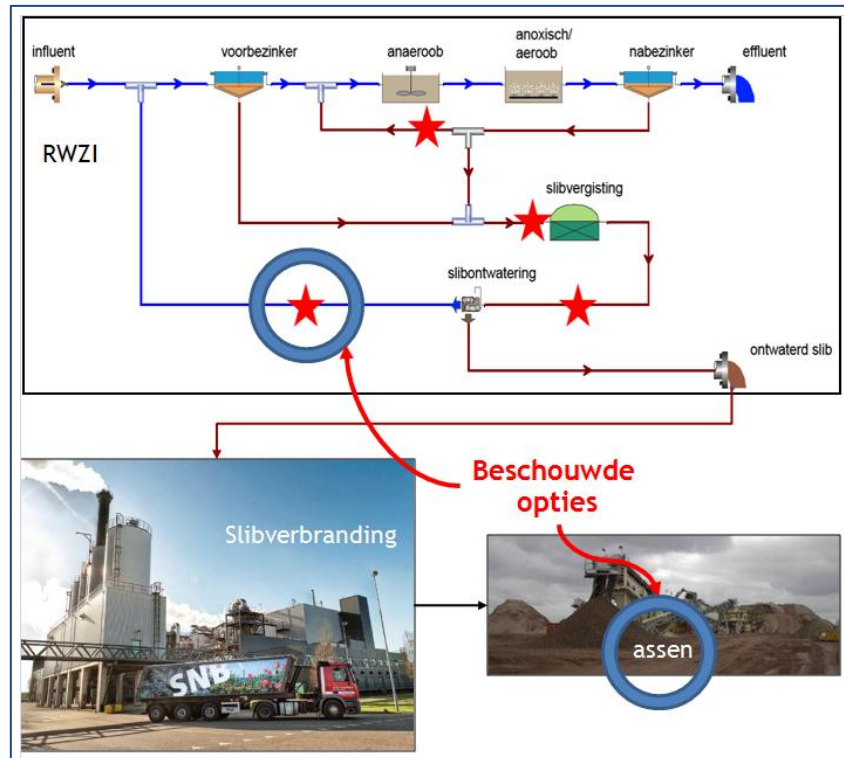 influent
voorbezinker
anaeroob
anoxisch/
aeroob
nabezinker
effluent
RWZI
slibvergisting
slibontwatering
ontwaterd slib
Beschouwde
opties
Slibverbranding
SNB
assen